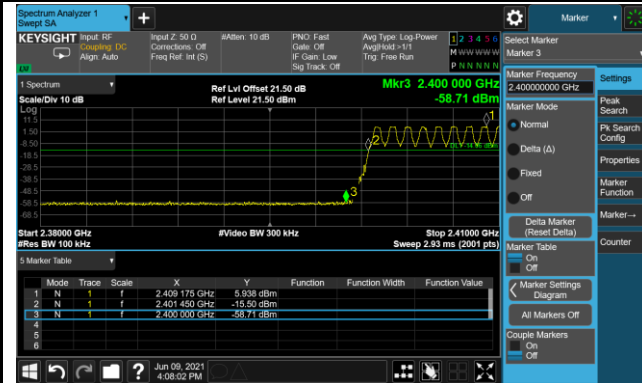 Spectrum Analyzer 1
Swept SA
Marker
KEYSIGHT
Input: RF
Coupling: DC
Align: Auto
Input Z: 50 Ω
Corrections: Off
Freq Ref: Int (S)
#Atten: 10 dB
PNO: Fast
Gate: Off
IF Gain: Low
Sig Track: Off
Avg Type: Log-Power
Avg|Hold:>1/1
Trig: Free Run
1 2 3 4 5 6
M W W W W W
P N N N N N
Select Marker
Marker 3
1 Spectrum
Scale/Div 10 dB
Log
Ref Lvl Offset 21.50 dB
Ref Level 21.50 dBm
Mkr3 2.400 000 GHz
-58.71 dBm
11.5
1.50
-8.50
-18.5
-28.5
-38.5
-48.5
-58.5
-68.5
1
2
3
Start 2.38000 GHz
#Res BW 100 kHz
#Video BW 300 kHz
Stop 2.41000 GHz
Sweep 2.93 ms (2001 pts)
5 Marker Table
Mode Trace Scale X Y Function Function Width Function Value
1 N 1 f 2.409 175 GHz 5.938 dBm
2 N 1 f 2.401 450 GHz -15.50 dBm
3 N 1 f 2.400 000 GHz -58.71 dBm
4
5
6
Jun 09, 2021
4:08:02 PM
Marker Frequency
2.400000000 GHz
Marker Mode
Normal
Delta (Δ)
Fixed
Off
Delta Marker
(Reset Delta)
Marker Table
On
Off
Marker Settings
Diagram
All Markers Off
Couple Markers
On
Off
Settings
Peak
Search
Pk Search
Config
Properties
Marker
Function
Marker→
Counter